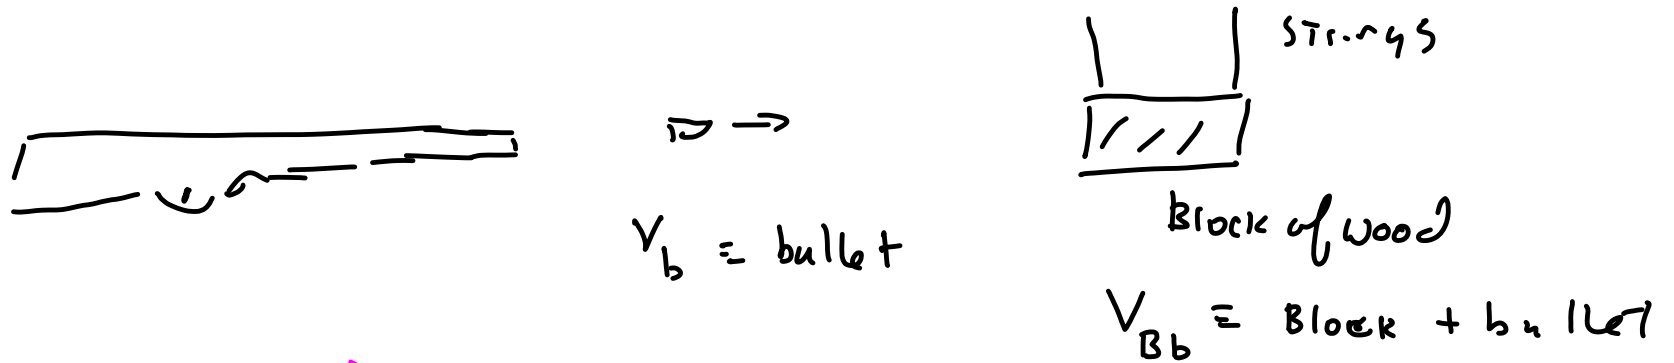 Strings
Block of wood
V_b ≡ bullet
V_Bb ≡ Block + bullet